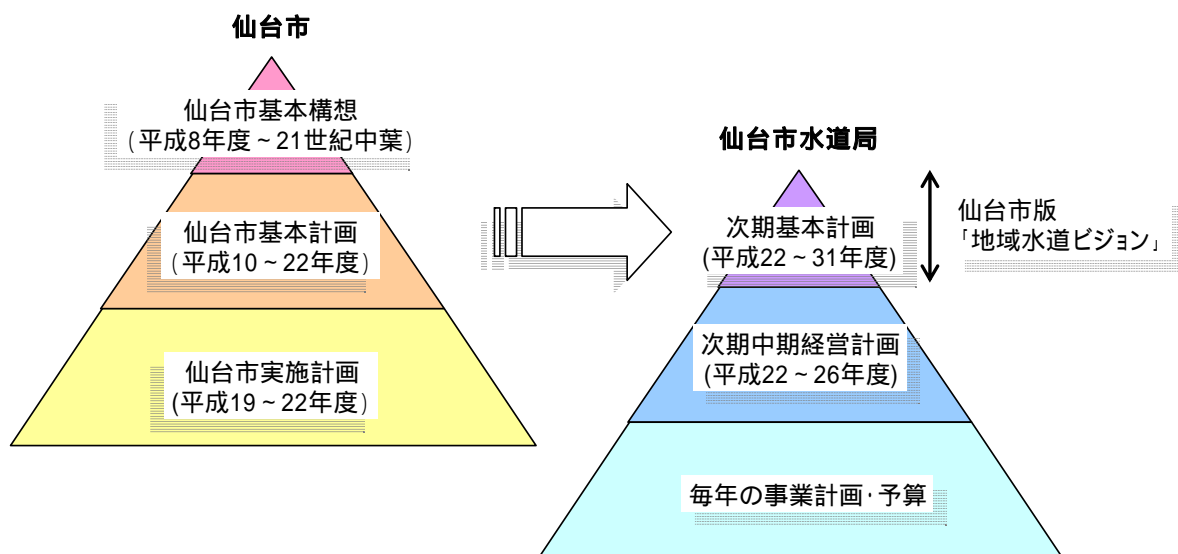 仙台市
仙台市基本構想
(平成8年度~21世紀中葉)
仙台市基本計画
(平成10~22年度)
仙台市実施計画
(平成19~22年度)
仙台市水道局
次期基本計画
(平成22~31年度)
仙台市版
「地域水道ビジョン」
次期中期経営計画
(平成22~26年度)
毎年の事業計画・予算